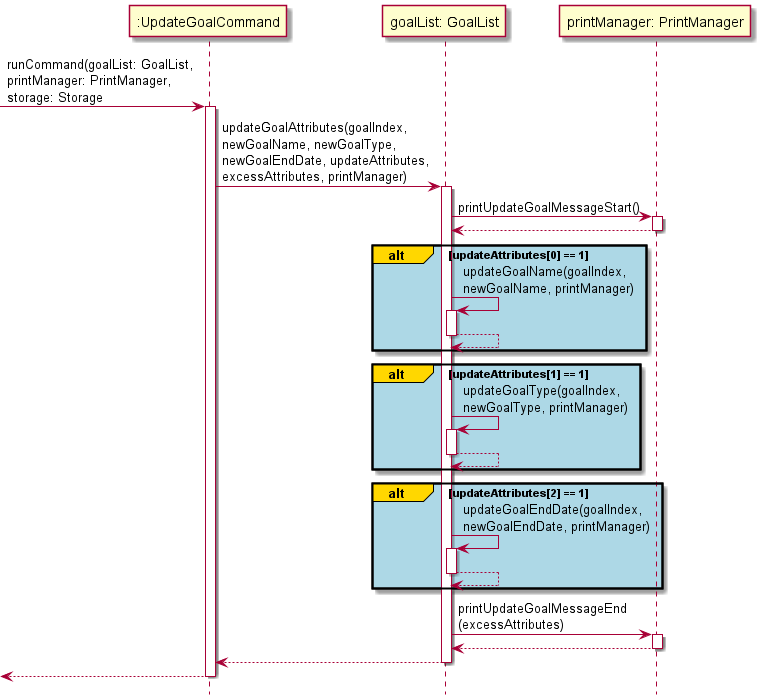 :UpdateGoalCommand
goalList: GoalList
printManager: PrintManager
runCommand(goalList: GoalList,
printManager: PrintManager,
storage: Storage
updateGoalAttributes(goalIndex,
newGoalName, newGoalType,
newGoalEndDate, updateAttributes,
excessAttributes, printManager)
printUpdateGoalMessageStart()
alt
[updateAttributes[0] == 1]
updateGoalName(goalIndex,
newGoalName, printManager)
alt
[updateAttributes[1] == 1]
updateGoalType(goalIndex,
newGoalType, printManager)
alt
[updateAttributes[2] == 1]
updateGoalEndDate(goalIndex,
newGoalEndDate, printManager)
printUpdateGoalMessageEnd
(excessAttributes)